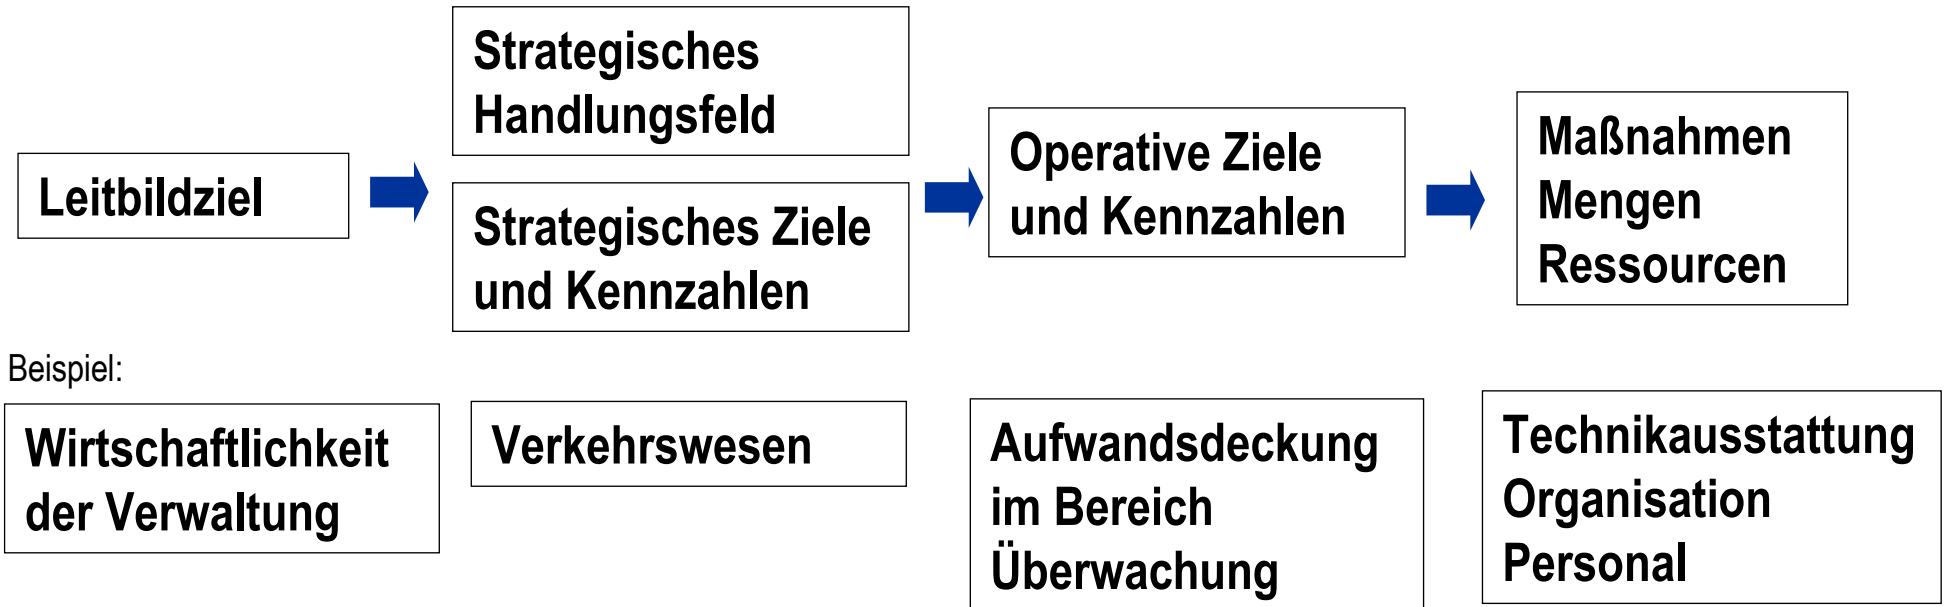 Leitbildziel
Strategisches
Handlungsfeld
Strategisches Ziele
und Kennzahlen
Operative Ziele
und Kennzahlen
Maßnahmen
Mengen
Ressourcen
Beispiel:
Wirtschaftlichkeit
der Verwaltung
Verkehrswesen
Aufwandsdeckung
im Bereich
Überwachung
Technikausstattung
Organisation
Personal